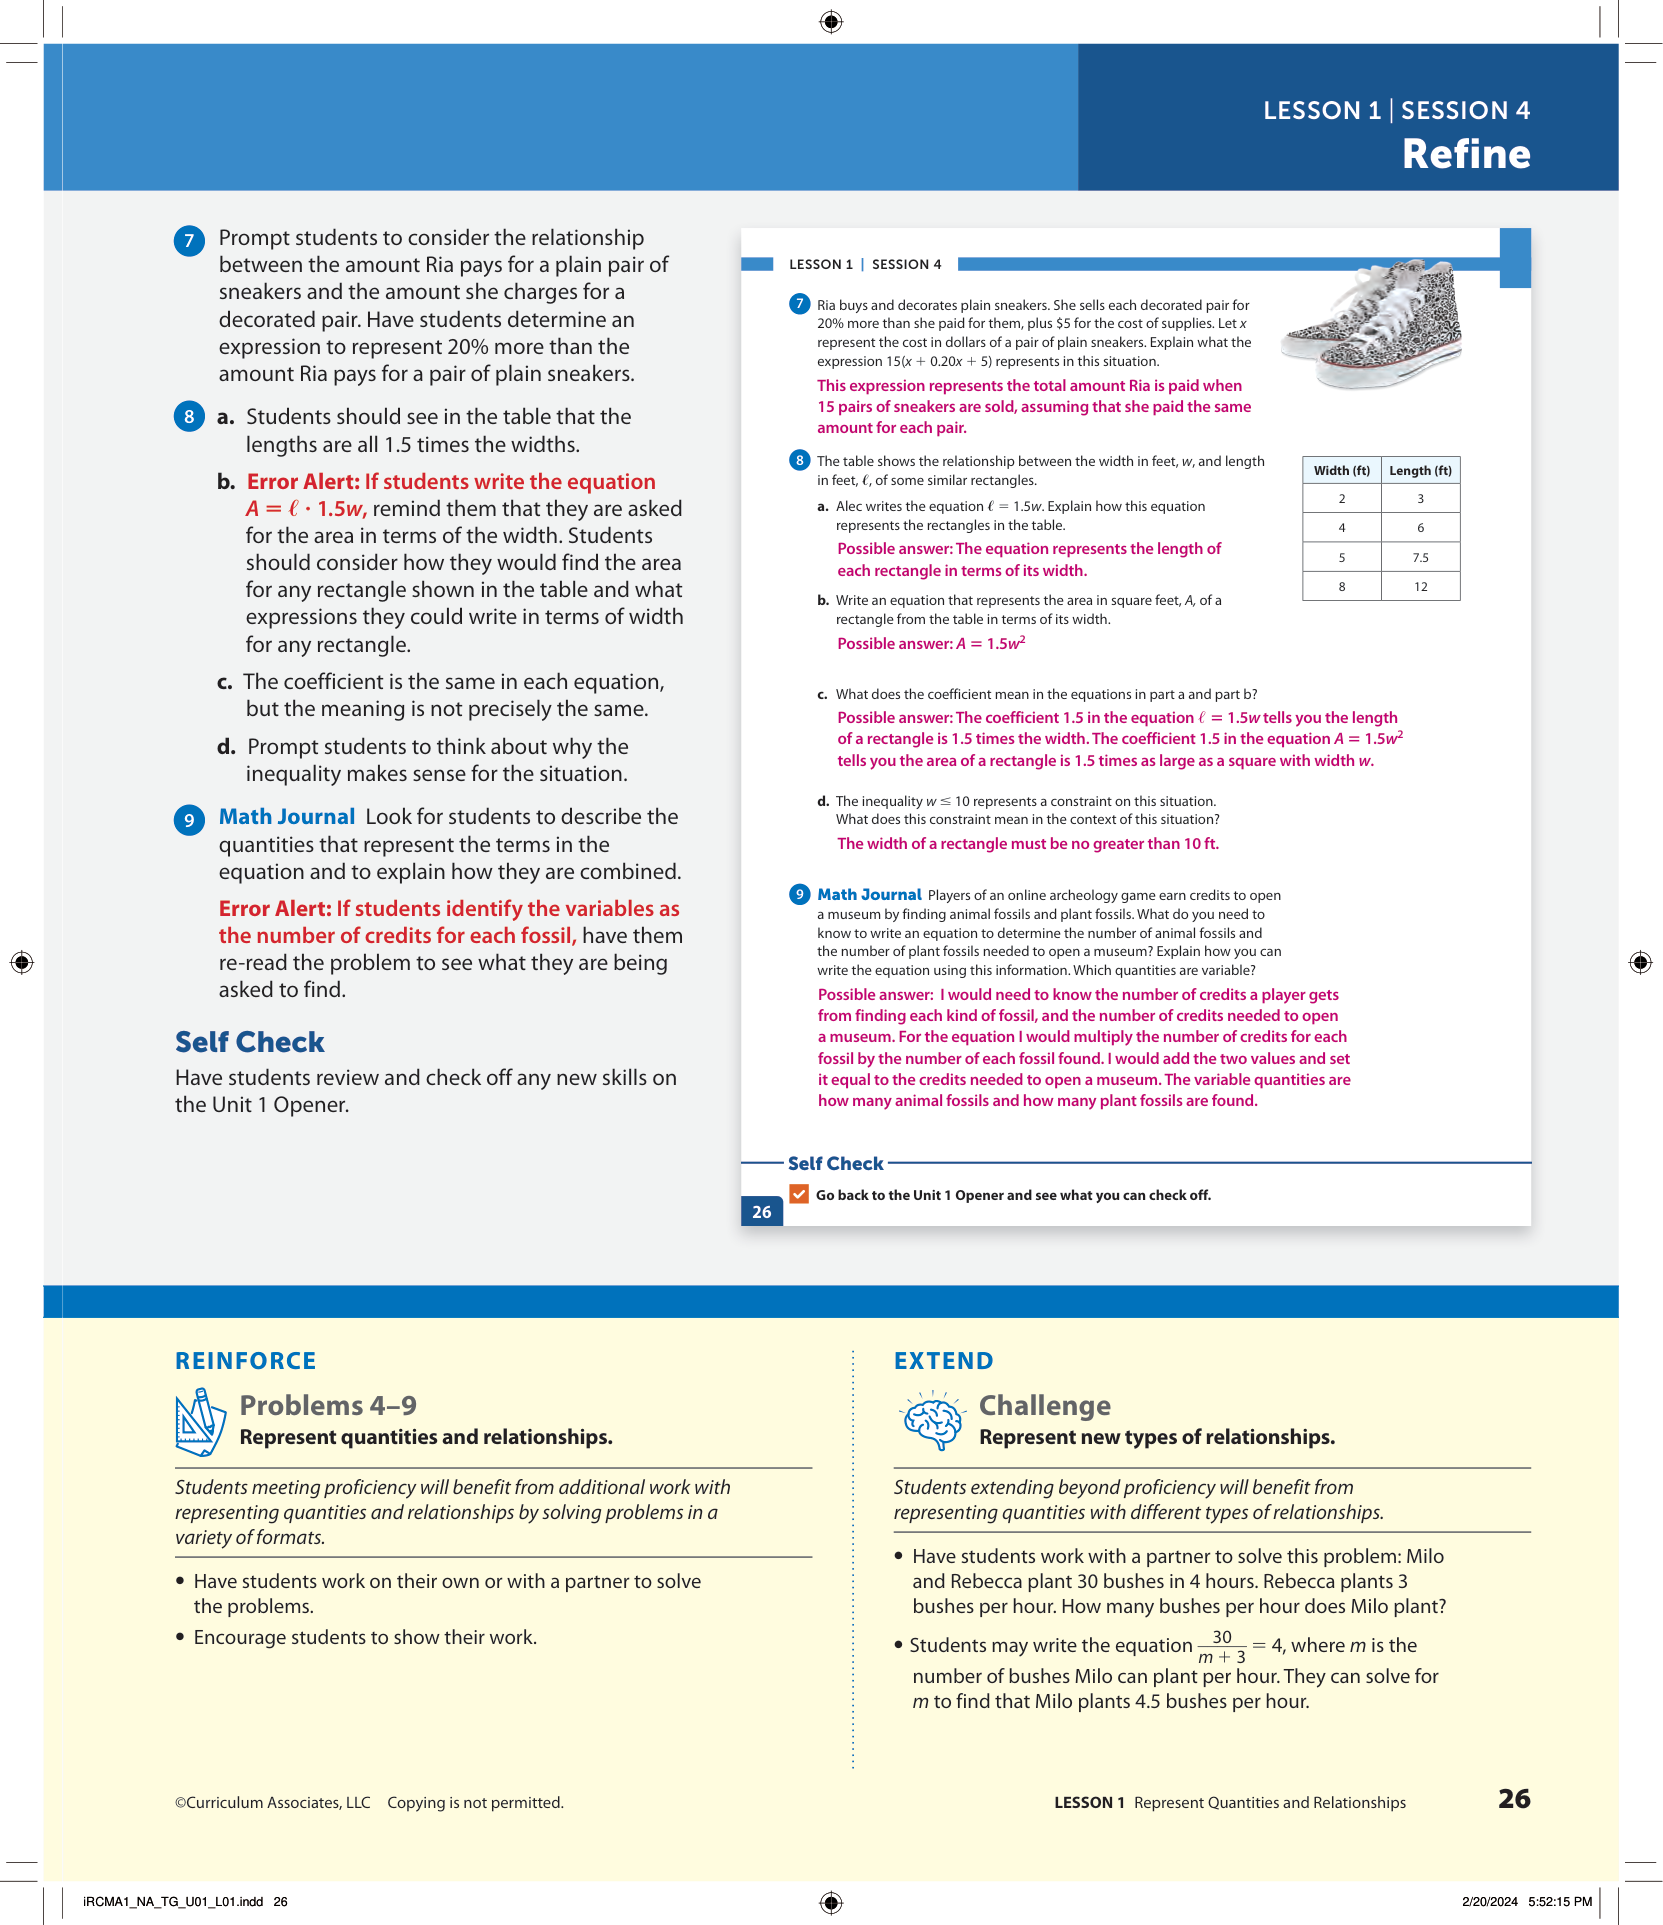 LESSON 1 | SESSION 4
Refine
7 Prompt students to consider the relationship
between the amount Ria pays for a plain pair of
sneakers and the amount she charges for a
decorated pair. Have students determine an
expression to represent 20% more than the
amount Ria pays for a pair of plain sneakers.
8 a. Students should see in the table that the
lengths are all 1.5 times the widths.
b. Error Alert: If students write the equation
A = ℓ · 1.5w, remind them that they are asked
for the area in terms of the width. Students
should consider how they would find the area
for any rectangle shown in the table and what
expressions they could write in terms of width
for any rectangle.
c. The coefficient is the same in each equation,
but the meaning is not precisely the same.
d. Prompt students to think about why the
inequality makes sense for the situation.
9 Math Journal Look for students to describe the
quantities that represent the terms in the
equation and to explain how they are combined.
Error Alert: If students identify the variables as
the number of credits for each fossil, have them
re-read the problem to see what they are being
asked to find.
Self Check
Have students review and check off any new skills on
the Unit 1 Opener.
LESSON 1 | SESSION 4
7 Ria buys and decorates plain sneakers. She sells each decorated pair for
20% more than she paid for them, plus $5 for the cost of supplies. Let x
represent the cost in dollars of a pair of plain sneakers. Explain what the
expression 15(x + 0.20x + 5) represents in this situation.
This expression represents the total amount Ria is paid when
15 pairs of sneakers are sold, assuming that she paid the same
amount for each pair.
8 The table shows the relationship between the width in feet, w, and length
in feet, ℓ, of some similar rectangles.
Width (ft) Length (ft)
2 3
4 6
5 7.5
8 12
a. Alec writes the equation ℓ = 1.5w. Explain how this equation
represents the rectangles in the table.
Possible answer: The equation represents the length of
each rectangle in terms of its width.
b. Write an equation that represents the area in square feet, A, of a
rectangle from the table in terms of its width.
Possible answer: A = 1.5w²
c. What does the coefficient mean in the equations in part a and part b?
Possible answer: The coefficient 1.5 in the equation ℓ = 1.5w tells you the length
of a rectangle is 1.5 times the width. The coefficient 1.5 in the equation A = 1.5w²
tells you the area of a rectangle is 1.5 times as large as a square with width w.
d. The inequality w ≤ 10 represents a constraint on this situation.
What does this constraint mean in the context of this situation?
The width of a rectangle must be no greater than 10 ft.
9 Math Journal Players of an online archeology game earn credits to open
a museum by finding animal fossils and plant fossils. What do you need to
know to write an equation to determine the number of animal fossils and
the number of plant fossils needed to open a museum? Explain how you can
write the equation using this information. Which quantities are variable?
Possible answer: I would need to know the number of credits a player gets
from finding each kind of fossil, and the number of credits needed to open
a museum. For the equation I would multiply the number of credits for each
fossil by the number of each fossil found. I would add the two values and set
it equal to the credits needed to open a museum. The variable quantities are
how many animal fossils and how many plant fossils are found.
Self Check
Go back to the Unit 1 Opener and see what you can check off.
26
REINFORCE
Problems 4–9
Represent quantities and relationships.
Students meeting proficiency will benefit from additional work with
representing quantities and relationships by solving problems in a
variety of formats.
• Have students work on their own or with a partner to solve
the problems.
• Encourage students to show their work.
EXTEND
Challenge
Represent new types of relationships.
Students extending beyond proficiency will benefit from
representing quantities with different types of relationships.
• Have students work with a partner to solve this problem: Milo
and Rebecca plant 30 bushes in 4 hours. Rebecca plants 3
bushes per hour. How many bushes per hour does Milo plant?
• Students may write the equation 30/(m + 3) = 4, where m is the
number of bushes Milo can plant per hour. They can solve for
m to find that Milo plants 4.5 bushes per hour.
©Curriculum Associates, LLC Copying is not permitted.
LESSON 1 Represent Quantities and Relationships 26
iRCMA1_NA_TG_U01_L01.indd 26
2/20/2024 5:52:15 PM